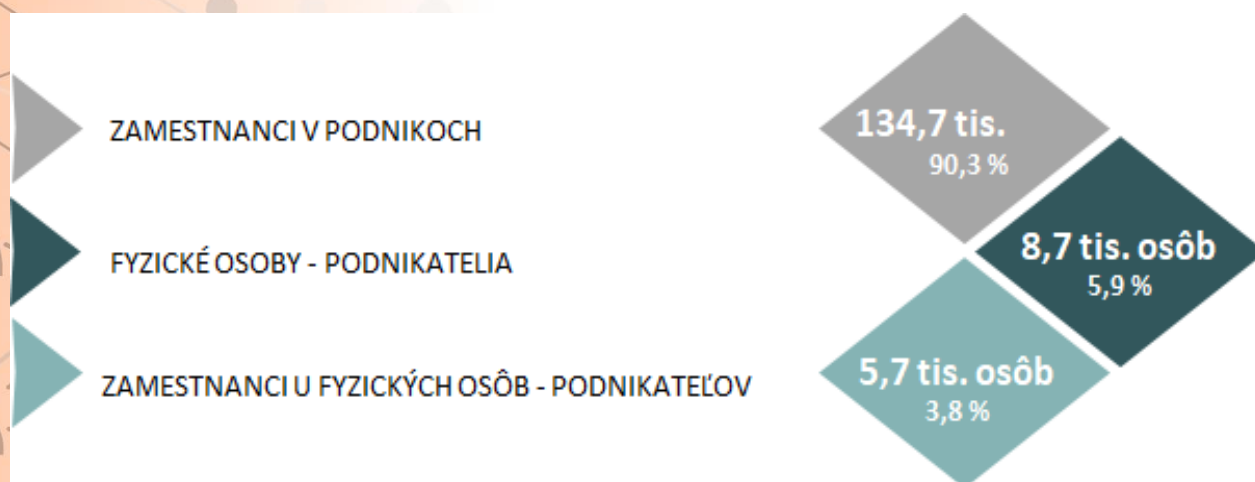 ZAMESTNANCI V PODNIKOCH
134,7 tis.
90,3 %
FYZICKÉ OSOBY - PODNIKATELIA
8,7 tis. osôb
5,9 %
ZAMESTNANCI U FYZICKÝCH OSÔB - PODNIKATEĽOV
5,7 tis. osôb
3,8 %